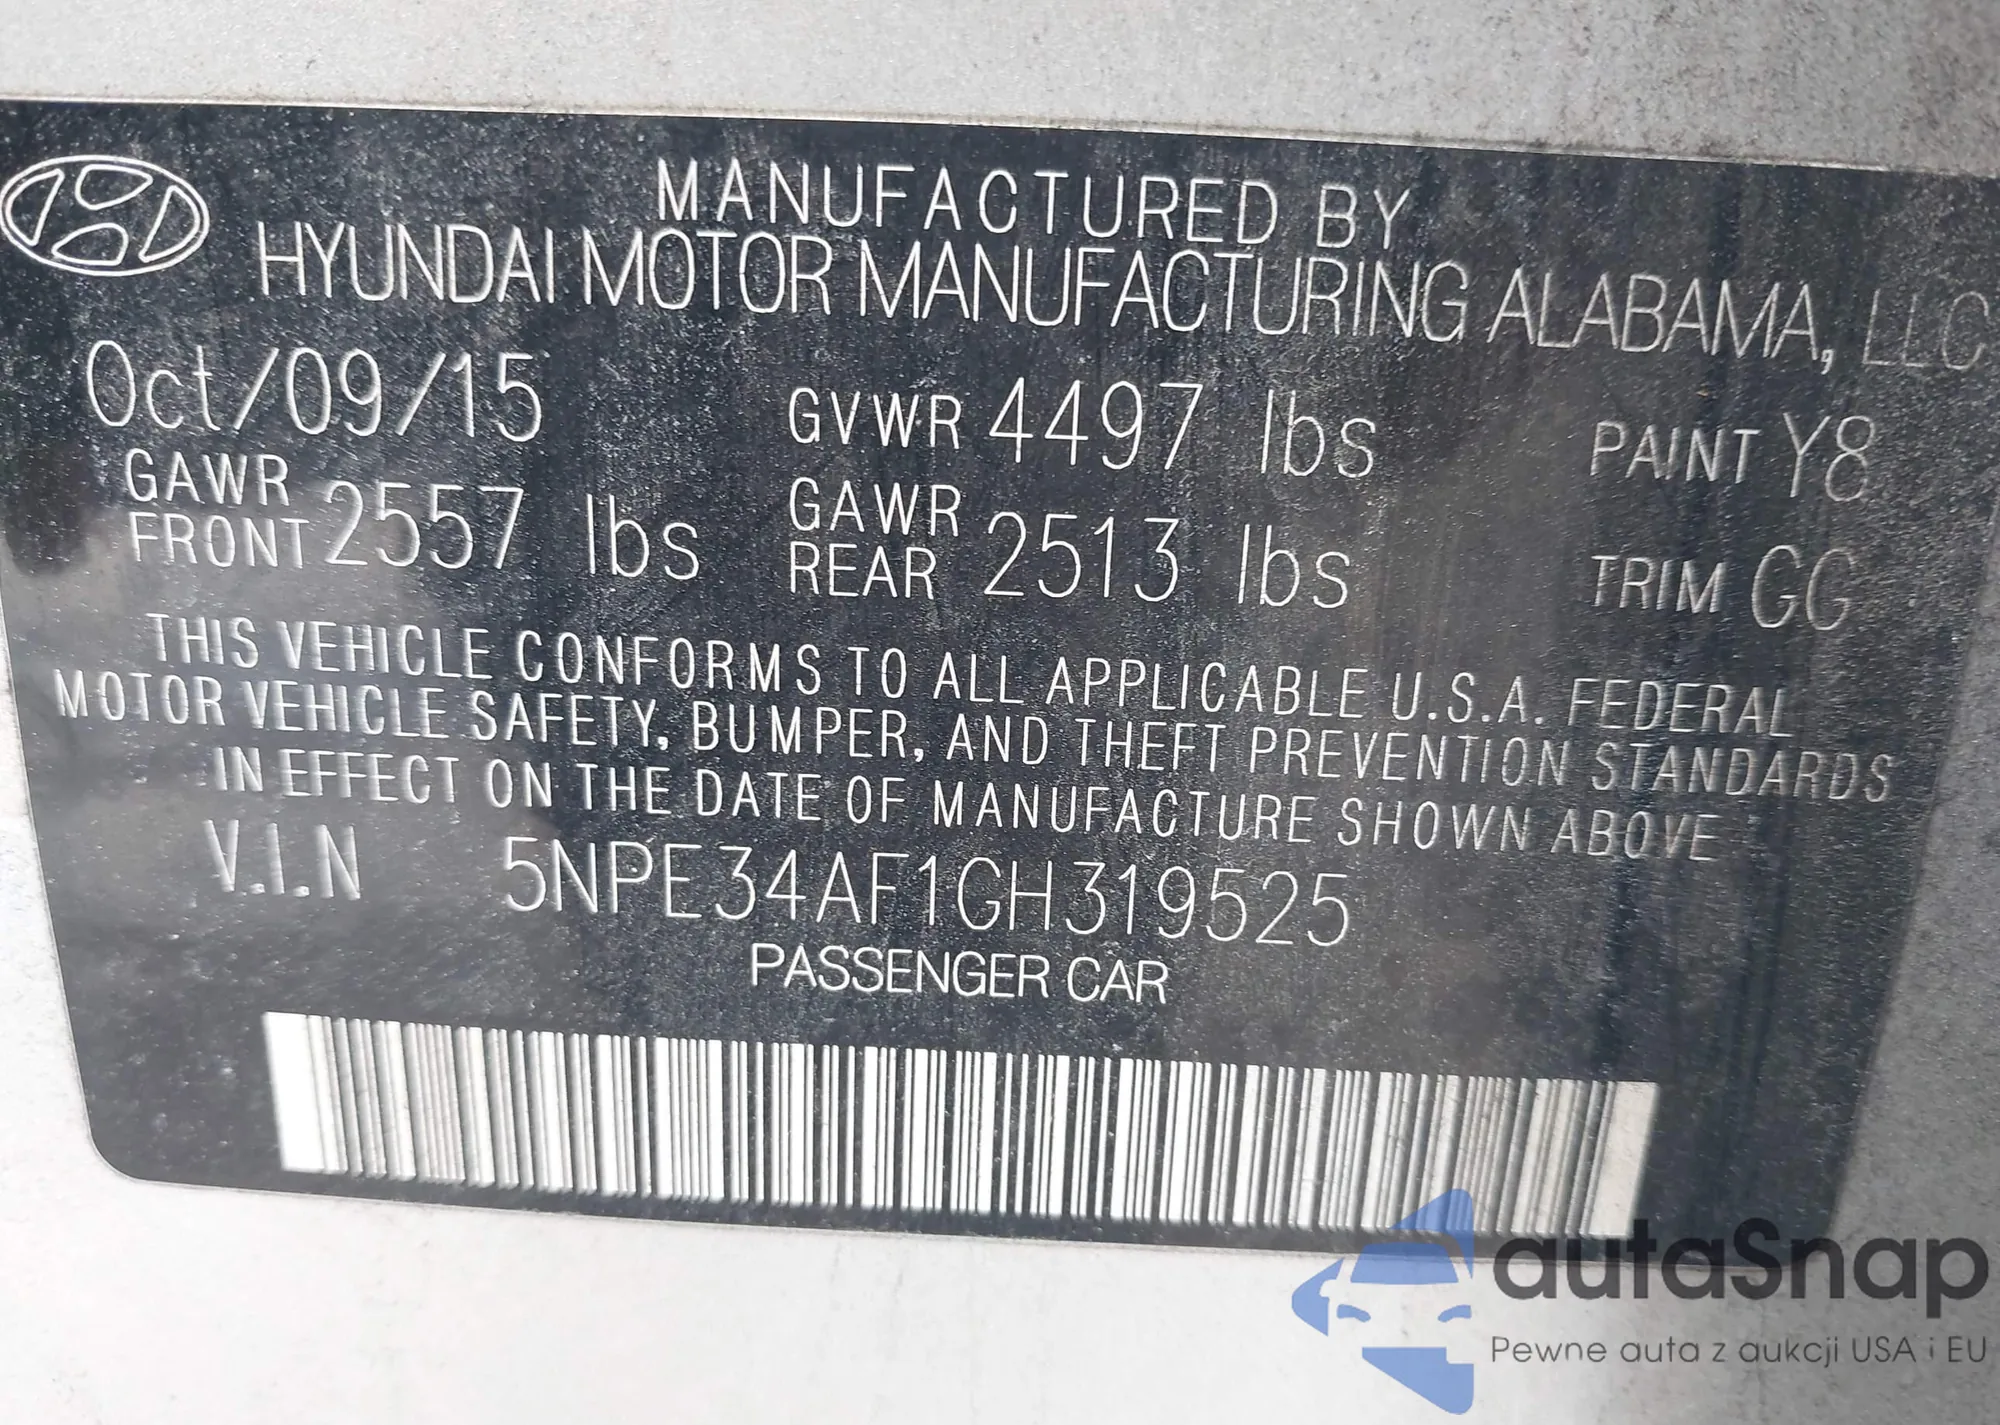 MANUFACTURED BY
HYUNDAI MOTOR MANUFACTURING ALABAMA, LLC
Oct/09/15 GVWR 4497 lbs PAINT Y8
GAWR FRONT 2557 lbs GAWR REAR 2513 lbs TRIM GG
THIS VEHICLE CONFORMS TO ALL APPLICABLE U.S.A. FEDERAL
MOTOR VEHICLE SAFETY, BUMPER, AND THEFT PREVENTION STANDARDS
IN EFFECT ON THE DATE OF MANUFACTURE SHOWN ABOVE
V.I.N 5NPE34AF1GH319525
PASSENGER CAR
autaSnap
Pewne auta z aukcji USA i EU